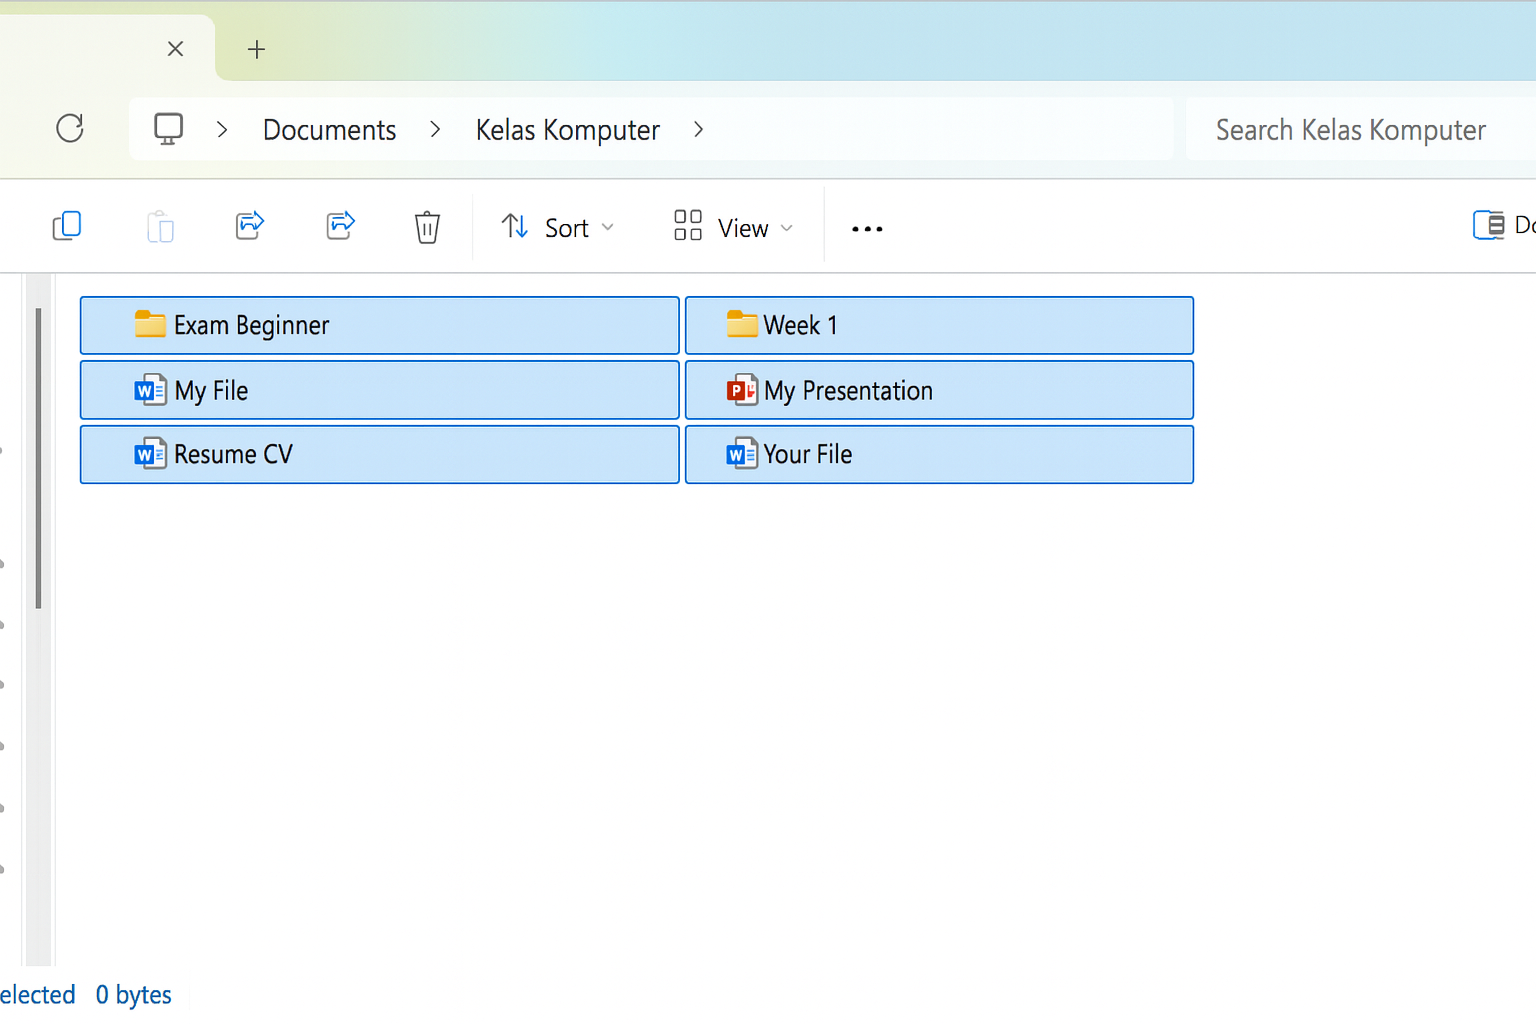 Documents
Kelas Komputer
Search Kelas Komputer
Sort
View
Exam Beginner
Week 1
My File
My Presentation
Resume CV
Your File
elected 0 bytes